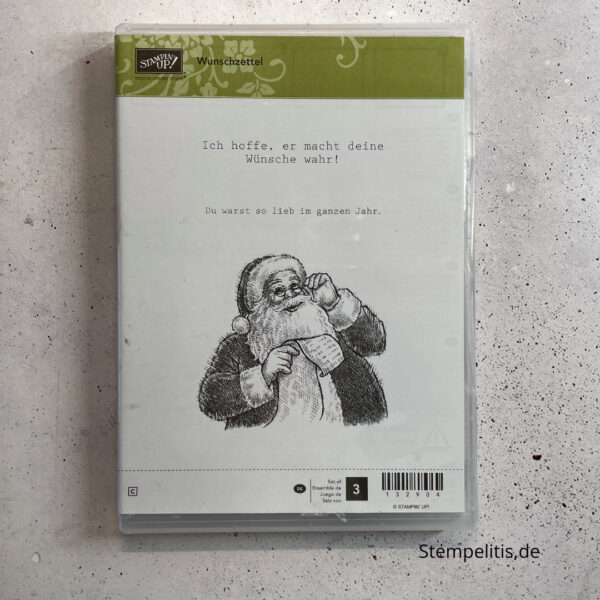 STAMPIN' UP!
Wunschzettel
Ich hoffe, er macht deine
Wünsche wahr!
Du warst so lieb im ganzen Jahr.
C
DE
Set of
Ensemble de
Juego de
Satz von
3
132904
© STAMPIN' UP!
Stempelitis,de